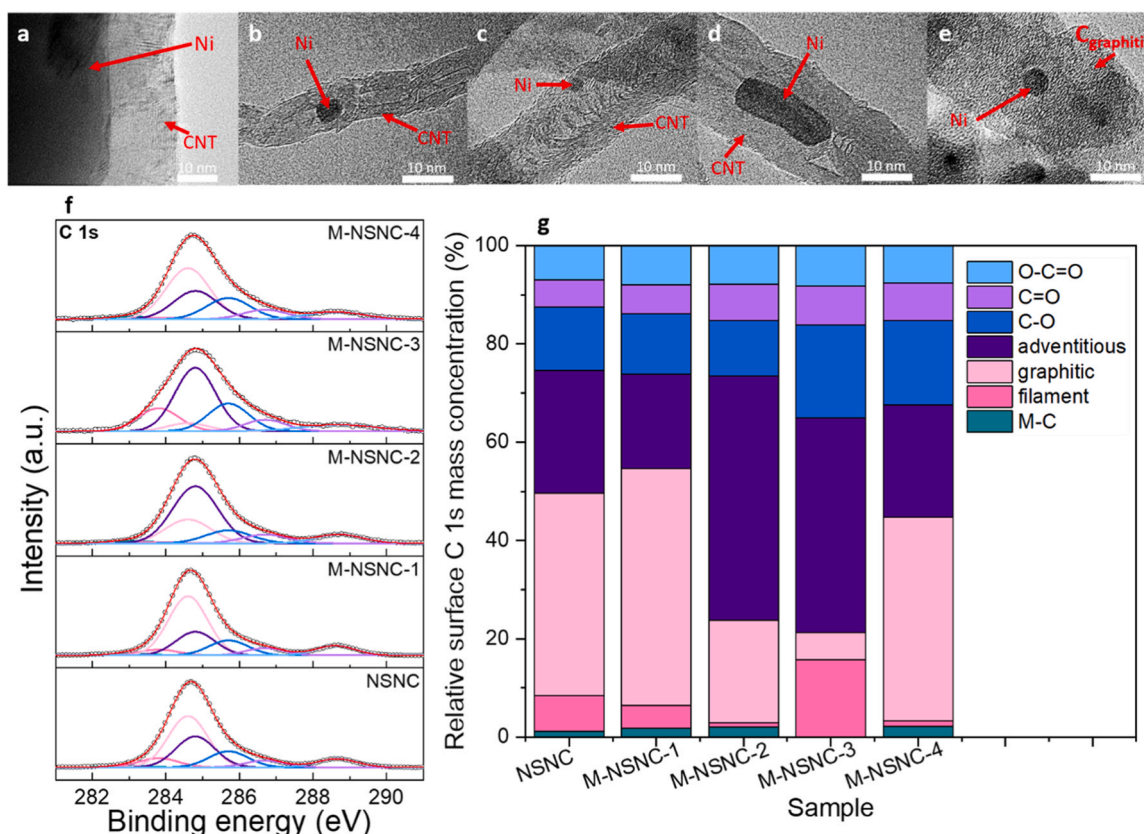 a
Ni
CNT
10 nm
b
Ni
CNT
10 nm
c
Ni
CNT
10 nm
d
Ni
CNT
10 nm
e
Cgraphiti
Ni
10 nm
f
C 1s
M-NSNC-4
M-NSNC-3
M-NSNC-2
M-NSNC-1
NSNC
Intensity (a.u.)
282 284 286 288 290
Binding energy (eV)
g
Relative surface C 1s mass concentration (%)
100
80
60
40
20
0
O-C=O
C=O
C-O
adventitious
graphitic
filament
M-C
NSNC M-NSNC-1 M-NSNC-2 M-NSNC-3 M-NSNC-4
Sample